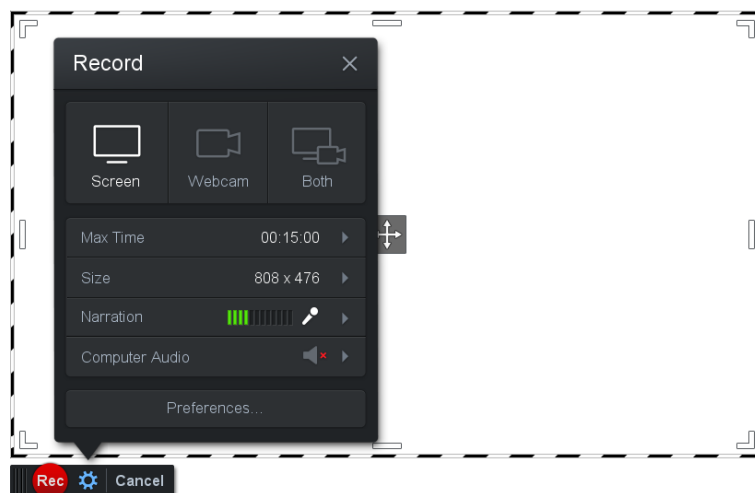 Record
Screen Webcam Both
Max Time 00:15:00
Size 808 x 476
Narration
Computer Audio
Preferences...
Rec Cancel